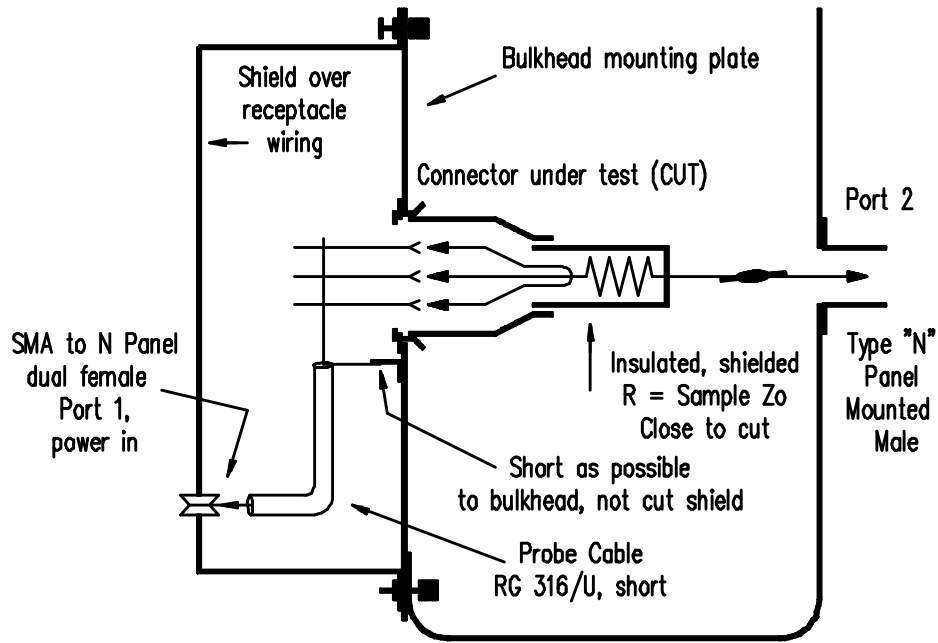 Bulkhead mounting plate
Shield over
receptacle
wiring
Connector under test (CUT)
Port 2
SMA to N Panel
dual female
Port 1,
power in
Insulated, shielded
R = Sample Zo
Close to cut
Type "N"
Panel
Mounted
Male
Short as possible
to bulkhead, not cut shield
Probe Cable
RG 316/U, short